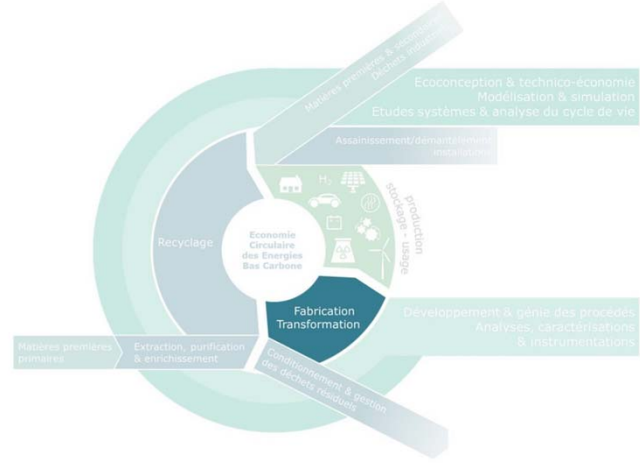 Matières premières & secondaires
Déchets industriels
Ecoconception & technico-économie
Modélisation & simulation
Etudes systèmes & analyse du cycle de vie
Assainissement/démantèlement
installations
H2
production
stockage - usage
Recyclage
Economie
Circulaire
des Energies
Bas Carbone
Fabrication
Transformation
Développement & génie des procédés
Analyses, caractérisations
& instrumentations
Matières premières
primaires
Extraction, purification
& enrichissement
Conditionnement & gestion
des déchets résiduels